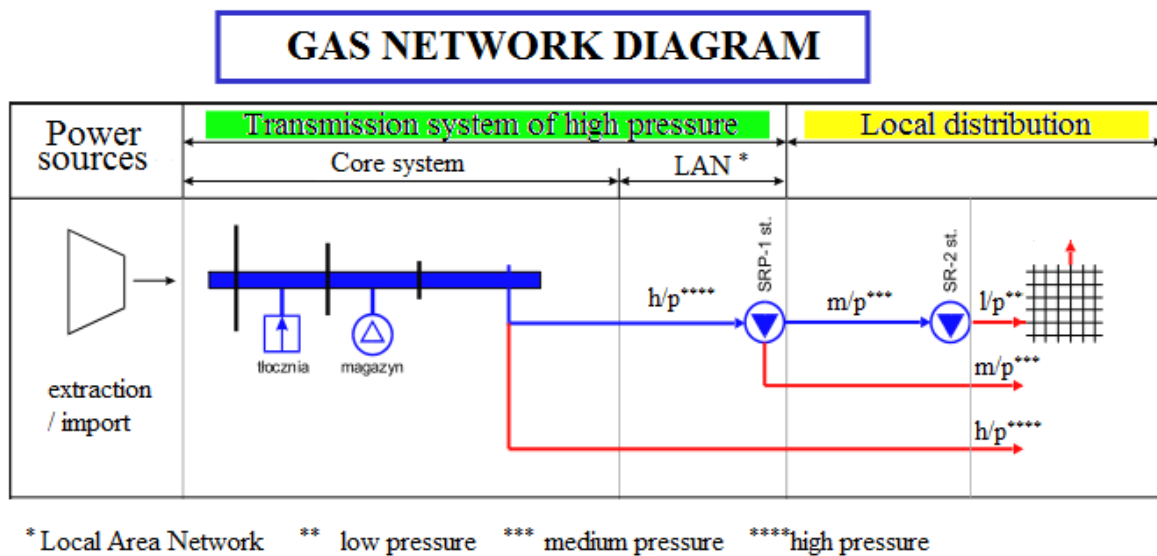 GAS NETWORK DIAGRAM
Power
sources
Transmission system of high pressure
Local distribution
Core system
LAN *
SRP-1 st.
SR-2 st.
h/p****
m/p***
l/p**
tłocznia
magazyn
m/p***
extraction
/ import
h/p****
* Local Area Network ** low pressure *** medium pressure ****high pressure